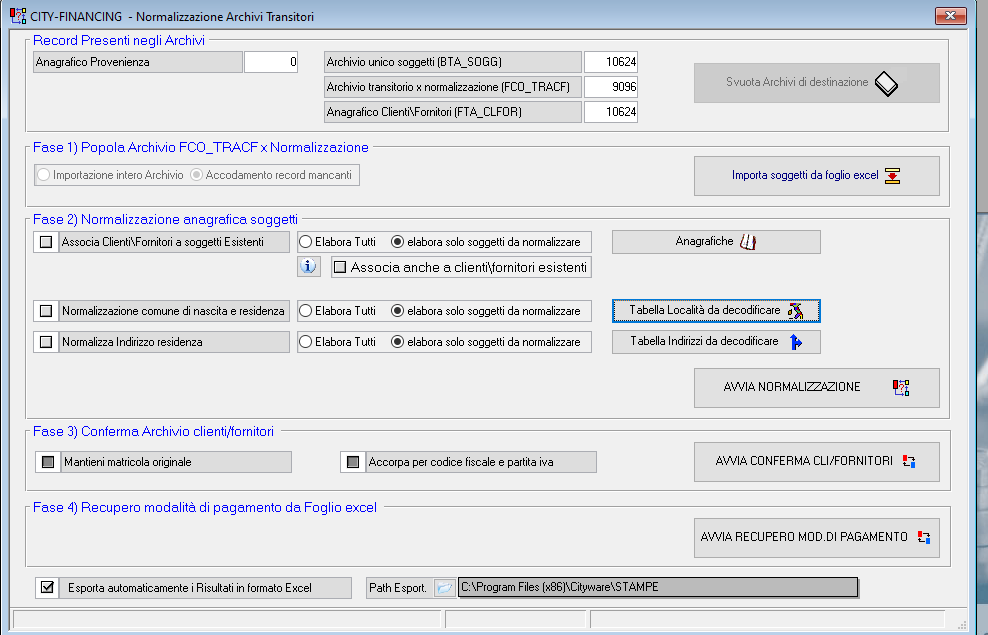 CITY-FINANCING - Normalizzazione Archivi Transitori
Record Presenti negli Archivi
Anagrafico Provenienza 0
Archivio unico soggetti (BTA_SOGG) 10624
Archivio transitorio x normalizzazione (FCO_TRACF) 9096
Anagrafico Clienti\Fornitori (FTA_CLFOR) 10624
Svuota Archivi di destinazione
Fase 1) Popola Archivio FCO_TRACF x Normalizzazione
Importazione intero Archivio Accodamento record mancanti
Importa soggetti da foglio excel
Fase 2) Normalizzazione anagrafica soggetti
Associa Clienti\Fornitori a soggetti Esistenti Elabora Tutti elabora solo soggetti da normalizzare Anagrafiche
Associa anche a clienti\fornitori esistenti
Normalizzazione comune di nascita e residenza Elabora Tutti elabora solo soggetti da normalizzare Tabella Località da decodificare
Normalizza Indirizzo residenza Elabora Tutti elabora solo soggetti da normalizzare Tabella Indirizzi da decodificare
AVVIA NORMALIZZAZIONE
Fase 3) Conferma Archivio clienti/fornitori
Mantieni matricola originale Accorpa per codice fiscale e partita iva AVVIA CONFERMA CLI/FORNITORI
Fase 4) Recupero modalità di pagamento da Foglio excel
AVVIA RECUPERO MOD.DI PAGAMENTO
Esporta automaticamente i Risultati in formato Excel Path Esport. C:\Program Files (x86)\Cityware\STAMPE